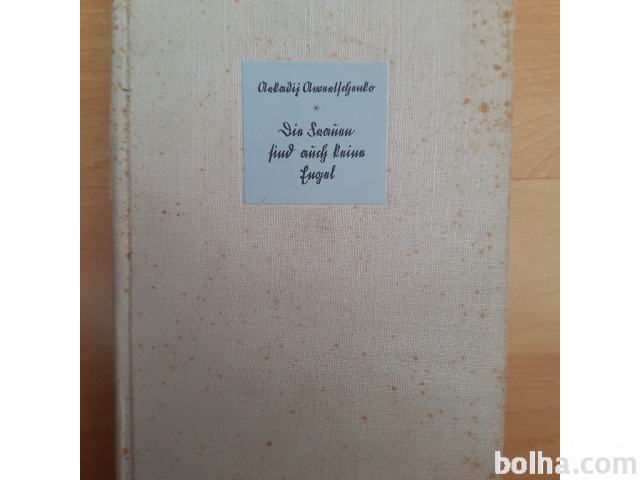 Arkadij Awertschenko
*
Die Frauen
sind auch keine
Engel
bolha.com